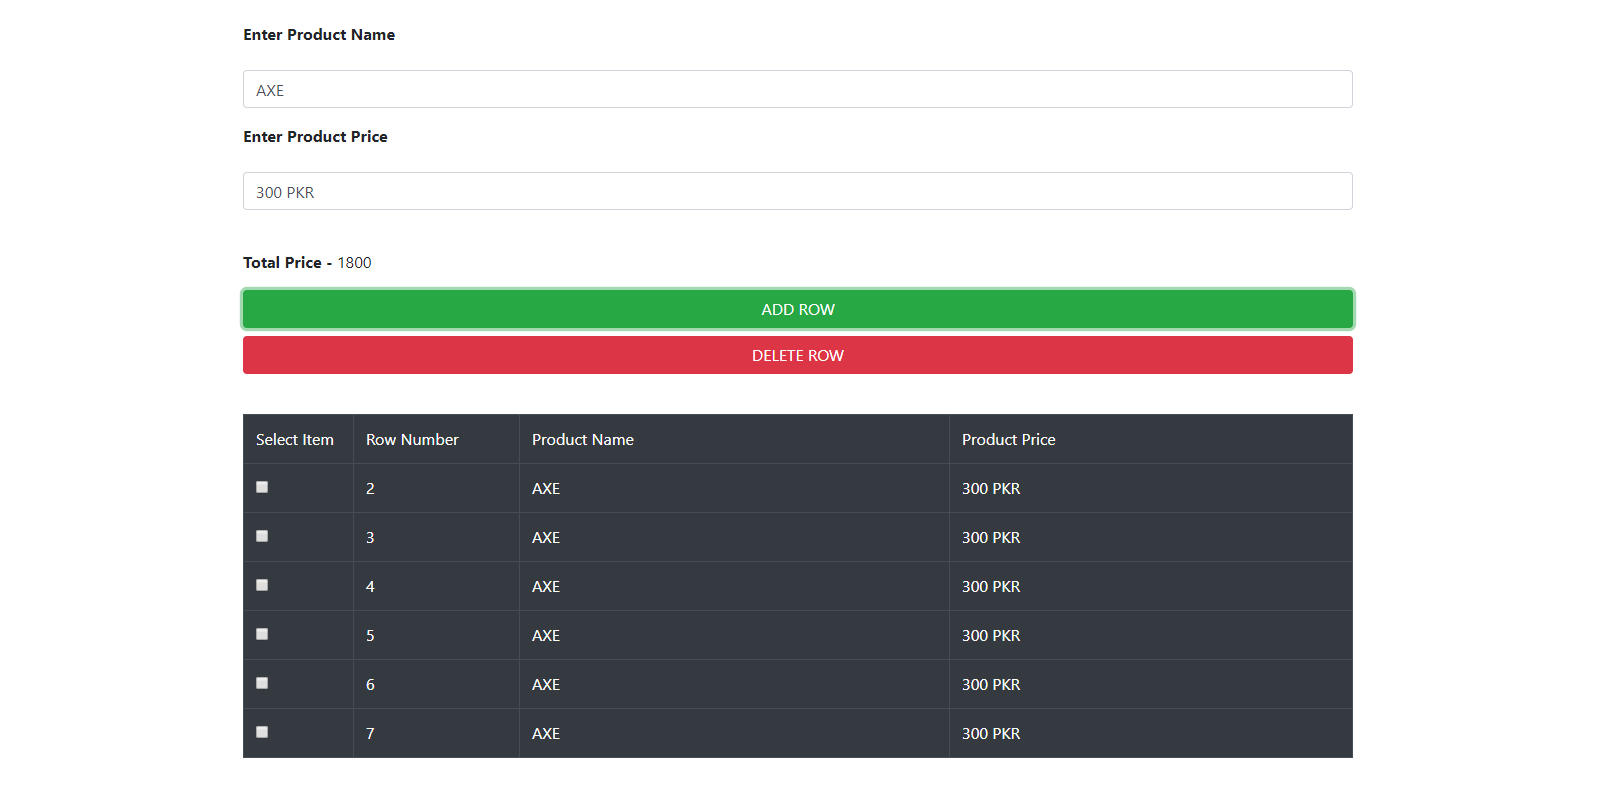 Enter Product Name
AXE
Enter Product Price
300 PKR
Total Price - 1800
ADD ROW
DELETE ROW
Select Item Row Number Product Name Product Price
2 AXE 300 PKR
3 AXE 300 PKR
4 AXE 300 PKR
5 AXE 300 PKR
6 AXE 300 PKR
7 AXE 300 PKR